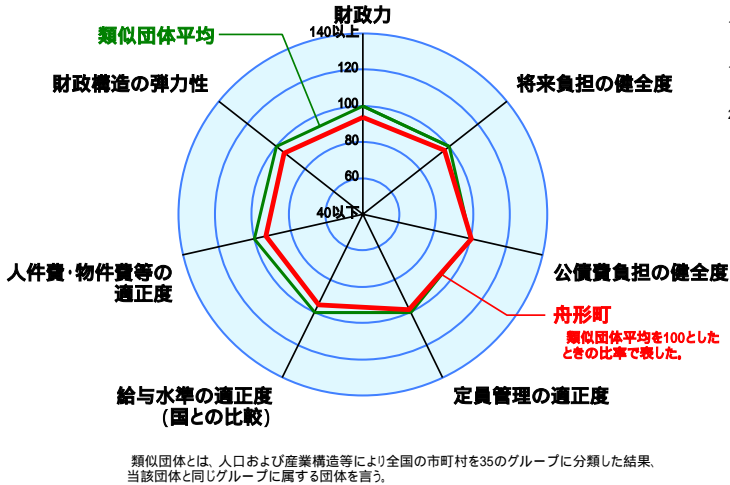 財政力
140以上
類似団体平均
120
財政構造の弾力性
将来負担の健全度
100
80
60
40以下
人件費・物件費等の
適正度
公債費負担の健全度
舟形町
類似団体平均を100とした
ときの比率で表した。
給与水準の適正度
(国との比較)
定員管理の適正度
類似団体とは、人口および産業構造等により全国の市町村を35のグループに分類した結果、
当該団体と同じグループに属する団体を言う。